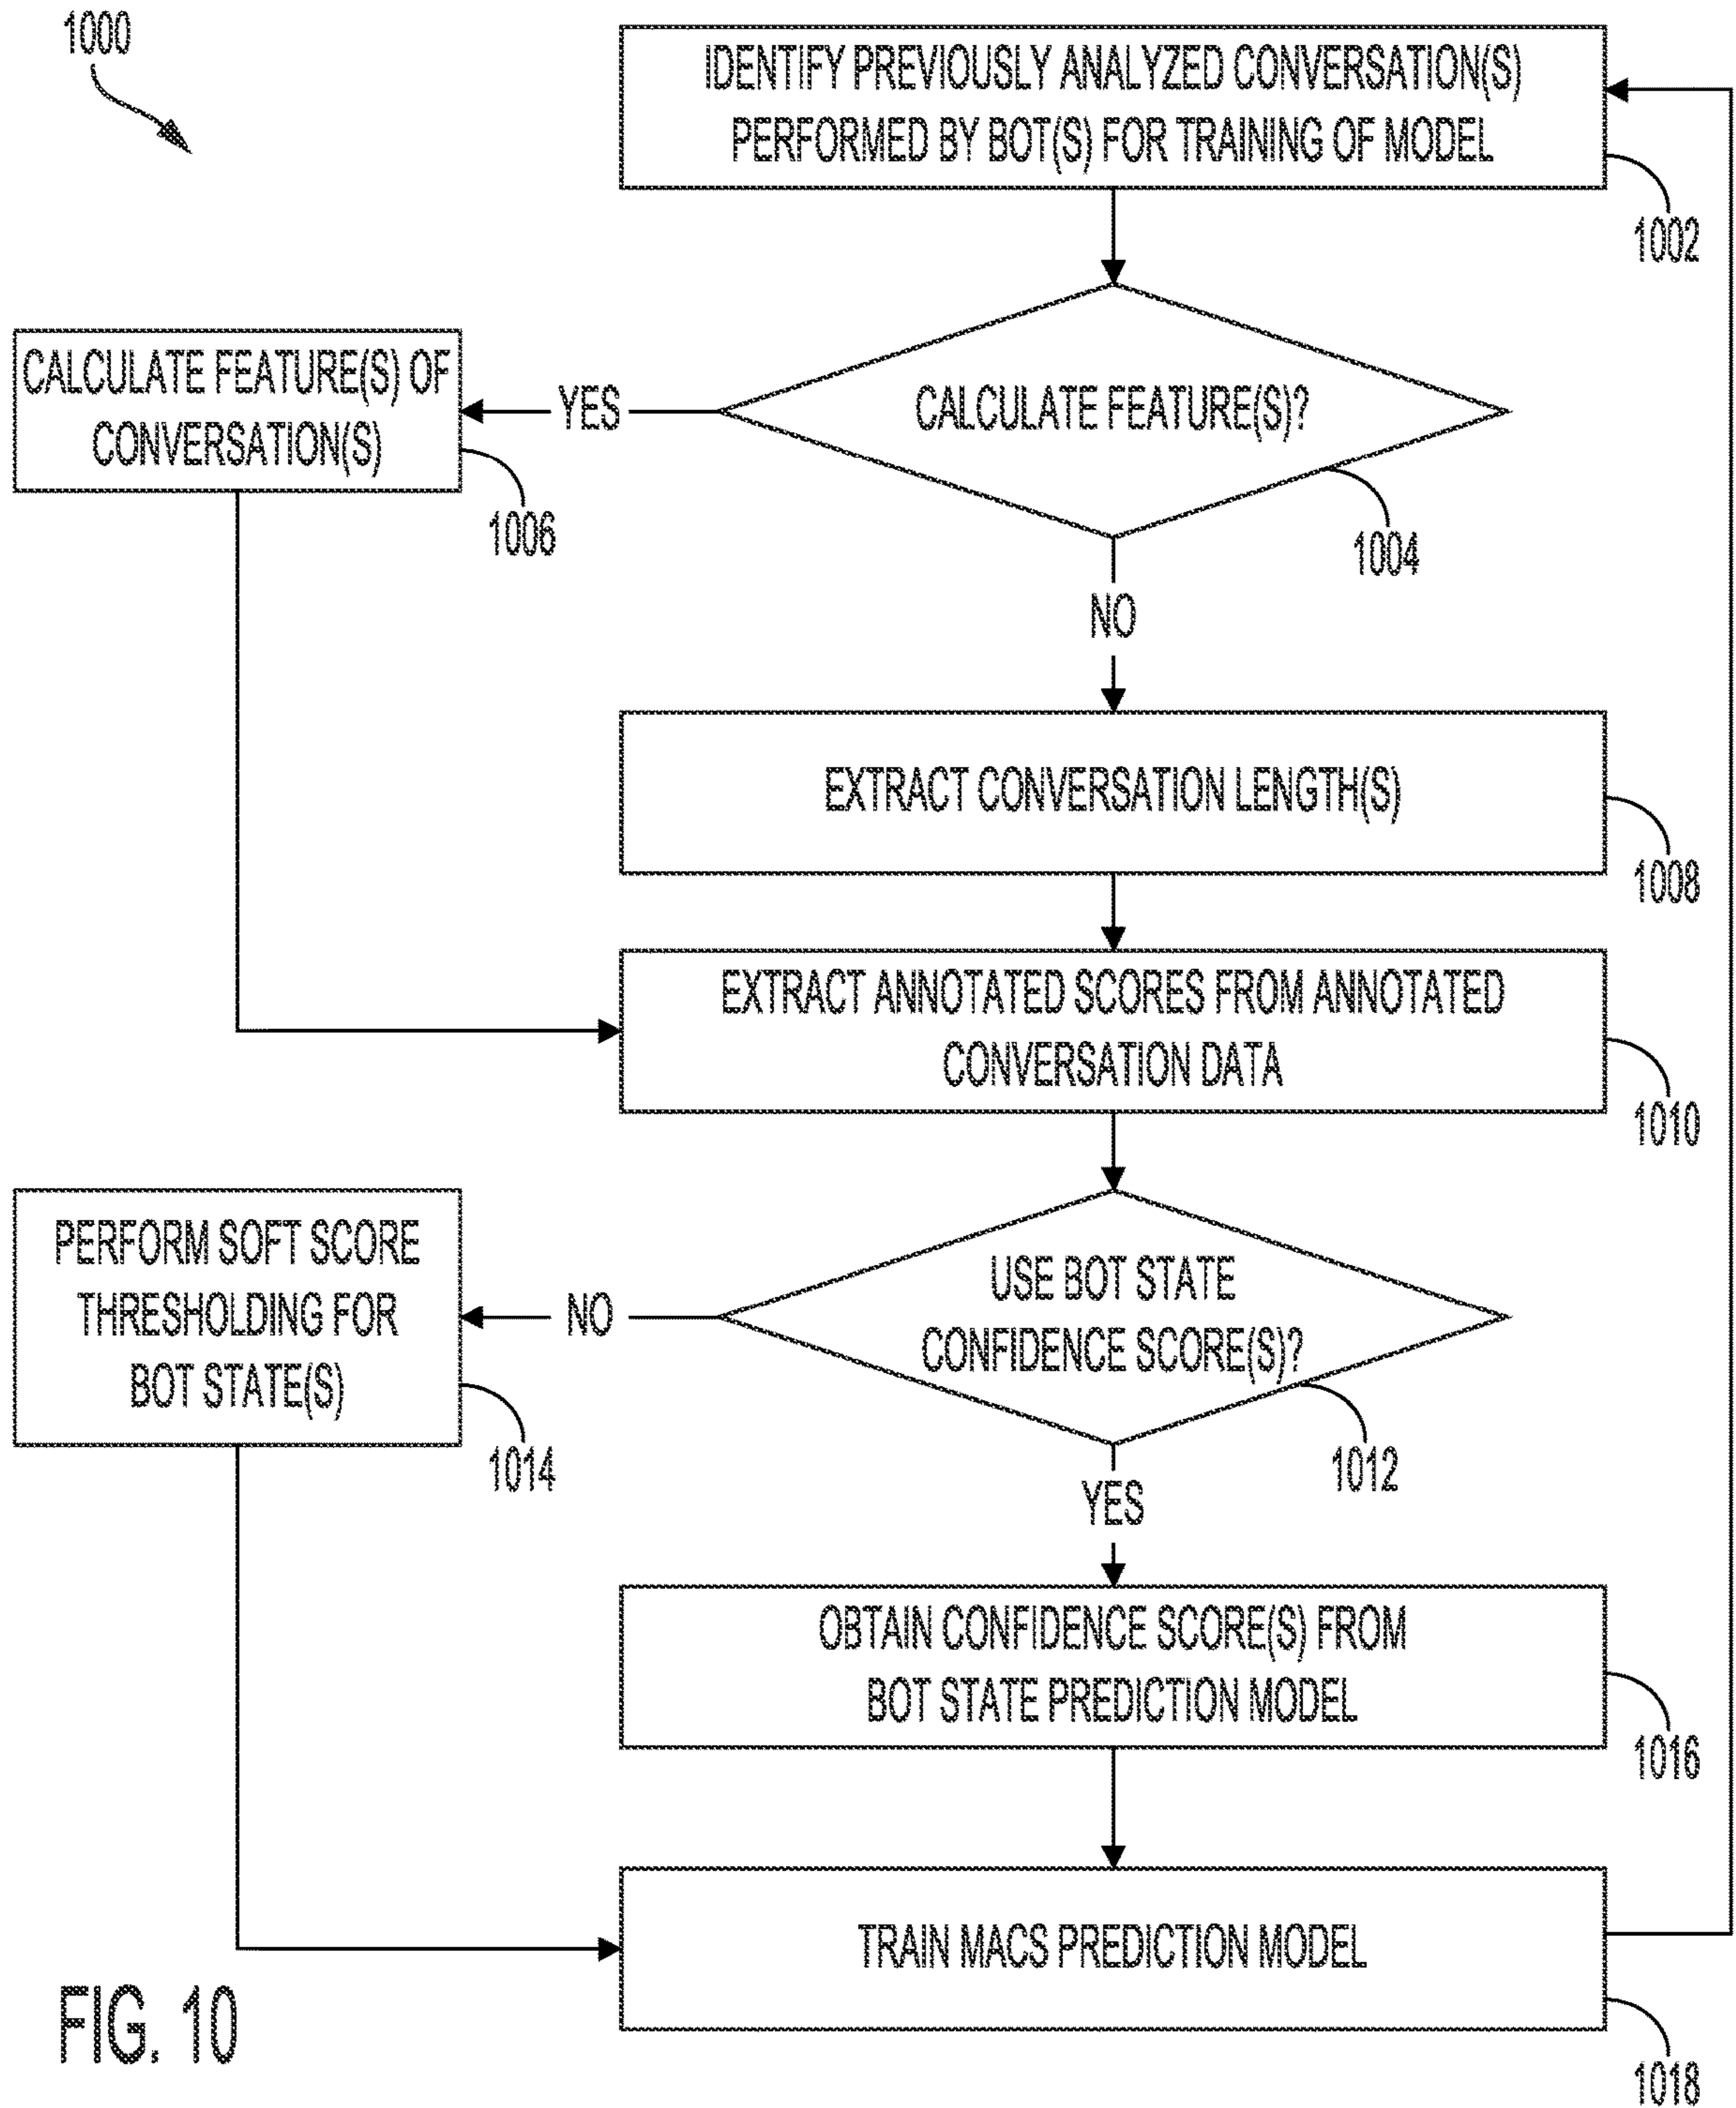 1000
IDENTIFY PREVIOUSLY ANALYZED CONVERSATION(S)
PERFORMED BY BOT(S) FOR TRAINING OF MODEL
1002
CALCULATE FEATURE(S)?
1004
YES
CALCULATE FEATURE(S) OF
CONVERSATION(S)
1006
NO
EXTRACT CONVERSATION LENGTH(S)
1008
EXTRACT ANNOTATED SCORES FROM ANNOTATED
CONVERSATION DATA
1010
USE BOT STATE
CONFIDENCE SCORE(S)?
1012
NO
PERFORM SOFT SCORE
THRESHOLDING FOR
BOT STATE(S)
1014
YES
OBTAIN CONFIDENCE SCORE(S) FROM
BOT STATE PREDICTION MODEL
1016
TRAIN MACS PREDICTION MODEL
1018
FIG. 10